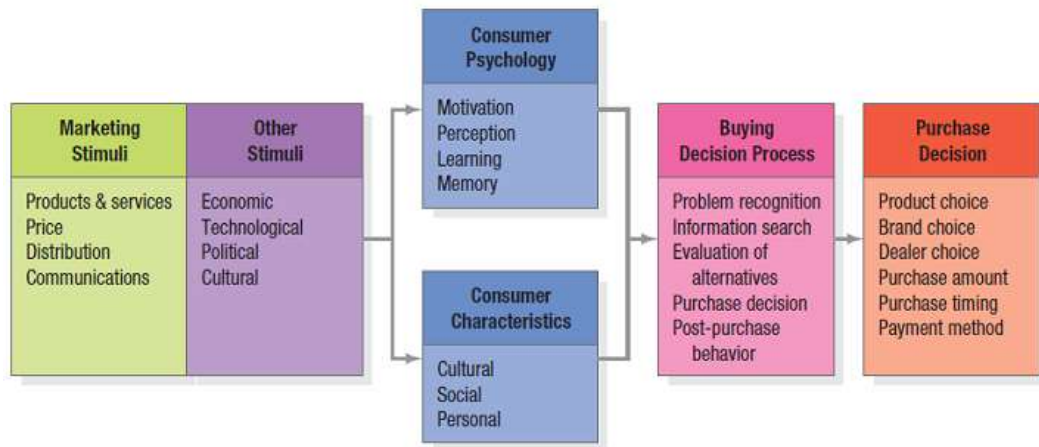 Marketing
Stimuli
Products & services
Price
Distribution
Communications
Other
Stimuli
Economic
Technological
Political
Cultural
Consumer
Psychology
Motivation
Perception
Learning
Memory
Consumer
Characteristics
Cultural
Social
Personal
Buying
Decision Process
Problem recognition
Information search
Evaluation of
alternatives
Purchase decision
Post-purchase
behavior
Purchase
Decision
Product choice
Brand choice
Dealer choice
Purchase amount
Purchase timing
Payment method